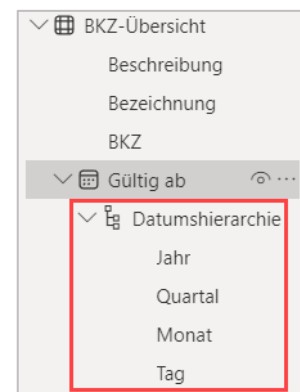 BKZ-Übersicht
Beschreibung
Bezeichnung
BKZ
Gültig ab
Datumshierarchie
Jahr
Quartal
Monat
Tag